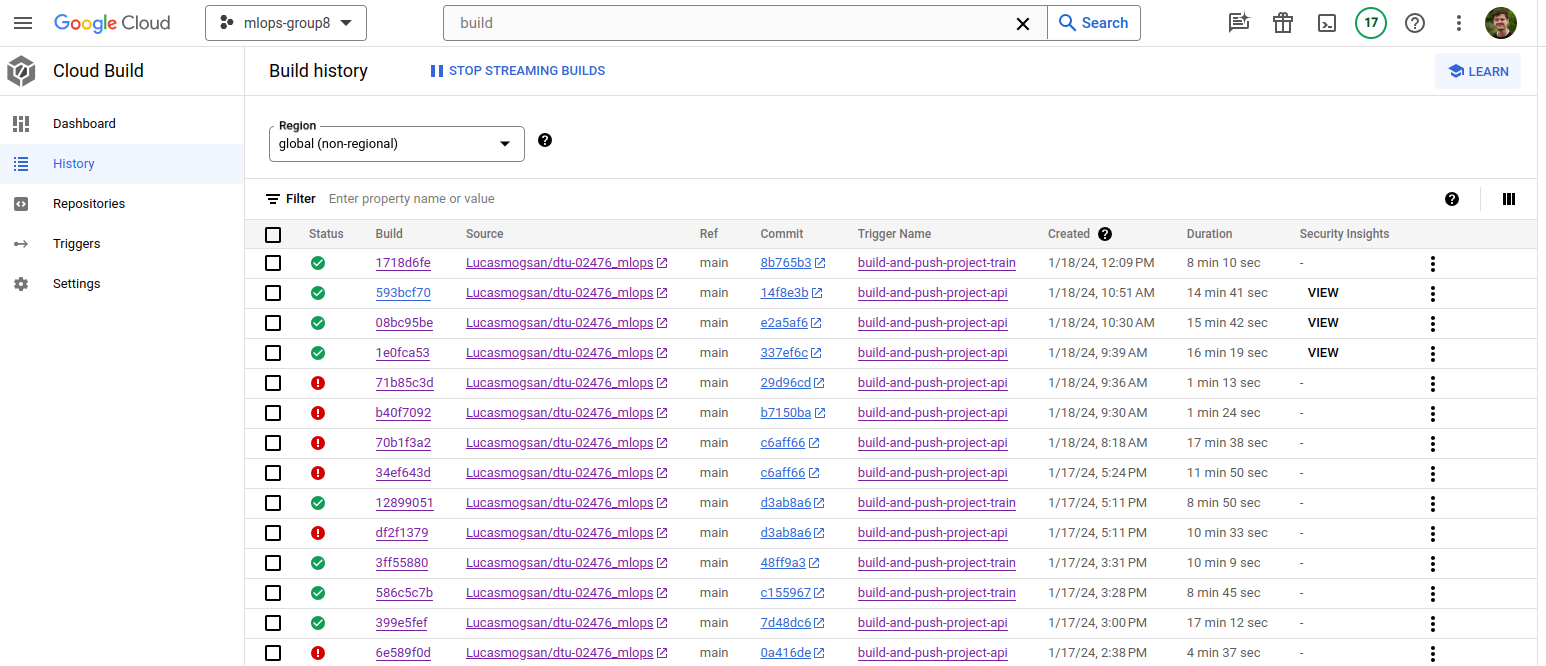 Google Cloud mlops-group8 build Search 17
Cloud Build Build history STOP STREAMING BUILDS LEARN
Dashboard
History
Repositories
Triggers
Settings
Region
global (non-regional)
Filter Enter property name or value
Status Build Source Ref Commit Trigger Name Created Duration Security Insights
1718d6fe Lucasmogsan/dtu-02476_mlops main 8b765b3 build-and-push-project-train 1/18/24, 12:09 PM 8 min 10 sec -
593bcf70 Lucasmogsan/dtu-02476_mlops main 14f8e3b build-and-push-project-api 1/18/24, 10:51 AM 14 min 41 sec VIEW
08bc95be Lucasmogsan/dtu-02476_mlops main e2a5af6 build-and-push-project-api 1/18/24, 10:30 AM 15 min 42 sec VIEW
1e0fca53 Lucasmogsan/dtu-02476_mlops main 337ef6c build-and-push-project-api 1/18/24, 9:39 AM 16 min 19 sec VIEW
71b85c3d Lucasmogsan/dtu-02476_mlops main 29d96cd build-and-push-project-api 1/18/24, 9:36 AM 1 min 13 sec -
b40f7092 Lucasmogsan/dtu-02476_mlops main b7150ba build-and-push-project-api 1/18/24, 9:30 AM 1 min 24 sec -
70b1f3a2 Lucasmogsan/dtu-02476_mlops main c6aff66 build-and-push-project-api 1/18/24, 8:18 AM 17 min 38 sec -
34ef643d Lucasmogsan/dtu-02476_mlops main c6aff66 build-and-push-project-api 1/17/24, 5:24 PM 11 min 50 sec -
12899051 Lucasmogsan/dtu-02476_mlops main d3ab8a6 build-and-push-project-train 1/17/24, 5:11 PM 8 min 50 sec -
df2f1379 Lucasmogsan/dtu-02476_mlops main d3ab8a6 build-and-push-project-api 1/17/24, 5:11 PM 10 min 33 sec -
3ff55880 Lucasmogsan/dtu-02476_mlops main 48ff9a3 build-and-push-project-train 1/17/24, 3:31 PM 10 min 9 sec -
586c5c7b Lucasmogsan/dtu-02476_mlops main c155967 build-and-push-project-train 1/17/24, 3:28 PM 8 min 45 sec -
399e5fef Lucasmogsan/dtu-02476_mlops main 7d48dc6 build-and-push-project-api 1/17/24, 3:00 PM 17 min 12 sec -
6e589f0d Lucasmogsan/dtu-02476_mlops main 0a416de build-and-push-project-api 1/17/24, 2:38 PM 4 min 37 sec -